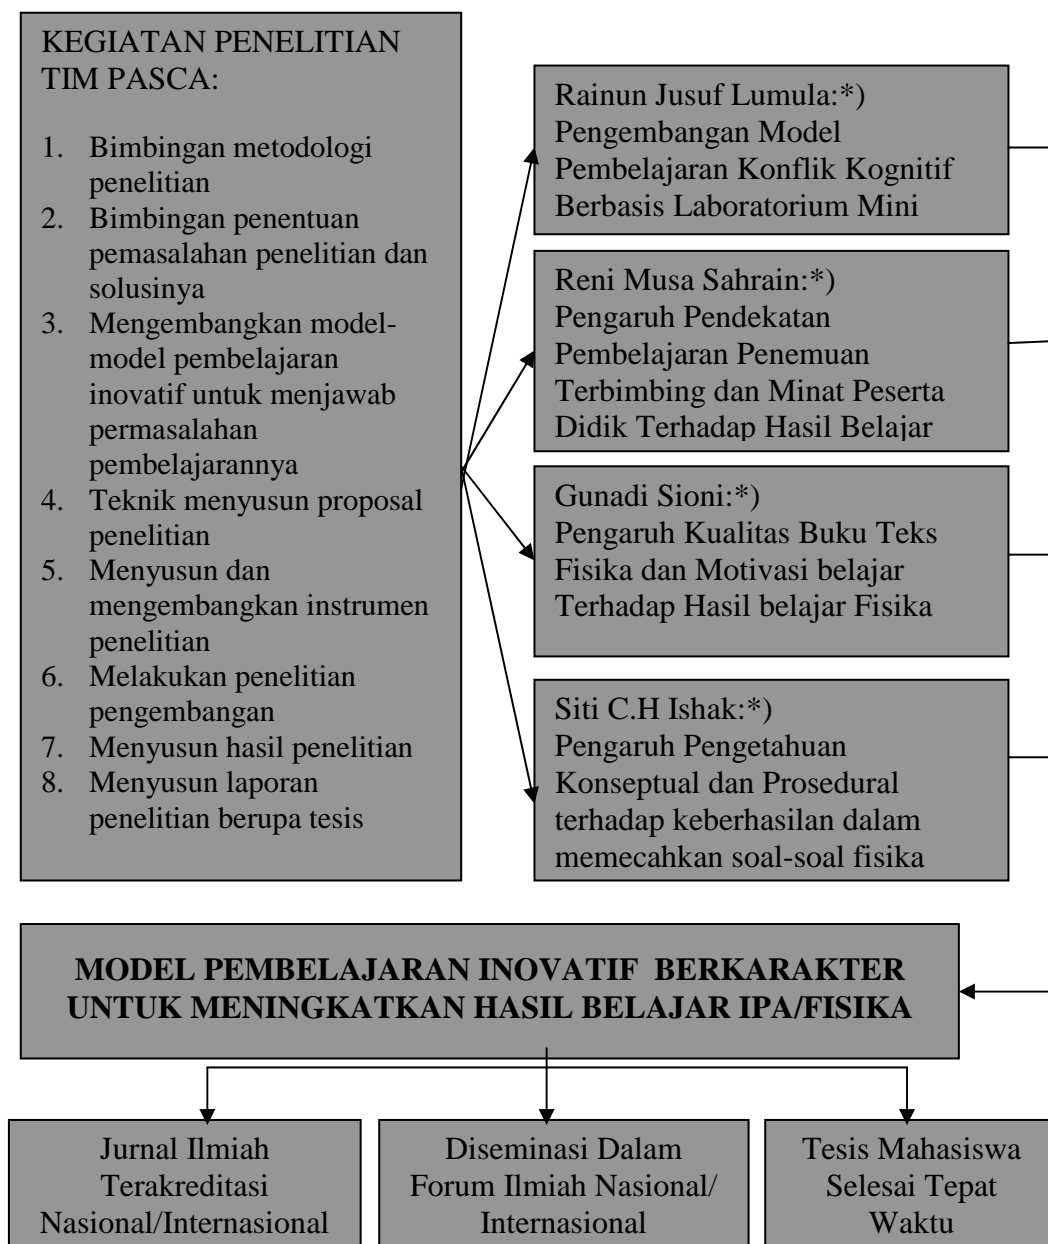 KEGIATAN PENELITIAN
TIM PASCA:
1. Bimbingan metodologi
penelitian
2. Bimbingan penentuan
pemasalahan penelitian dan
solusinya
3. Mengembangkan model-
model pembelajaran
inovatif untuk menjawab
permasalahan
pembelajarannya
4. Teknik menyusun proposal
penelitian
5. Menyusun dan
mengembangkan instrumen
penelitian
6. Melakukan penelitian
pengembangan
7. Menyusun hasil penelitian
8. Menyusun laporan
penelitian berupa tesis
Rainun Jusuf Lumula:*)
Pengembangan Model
Pembelajaran Konflik Kognitif
Berbasis Laboratorium Mini
Reni Musa Sahrain:*)
Pengaruh Pendekatan
Pembelajaran Penemuan
Terbimbing dan Minat Peserta
Didik Terhadap Hasil Belajar
Gunadi Sioni:*)
Pengaruh Kualitas Buku Teks
Fisika dan Motivasi belajar
Terhadap Hasil belajar Fisika
Siti C.H Ishak:*)
Pengaruh Pengetahuan
Konseptual dan Prosedural
terhadap keberhasilan dalam
memecahkan soal-soal fisika
MODEL PEMBELAJARAN INOVATIF BERKARAKTER
UNTUK MENINGKATKAN HASIL BELAJAR IPA/FISIKA
Jurnal Ilmiah
Terakreditasi
Nasional/Internasional
Diseminasi Dalam
Forum Ilmiah Nasional/
Internasional
Tesis Mahasiswa
Selesai Tepat
Waktu